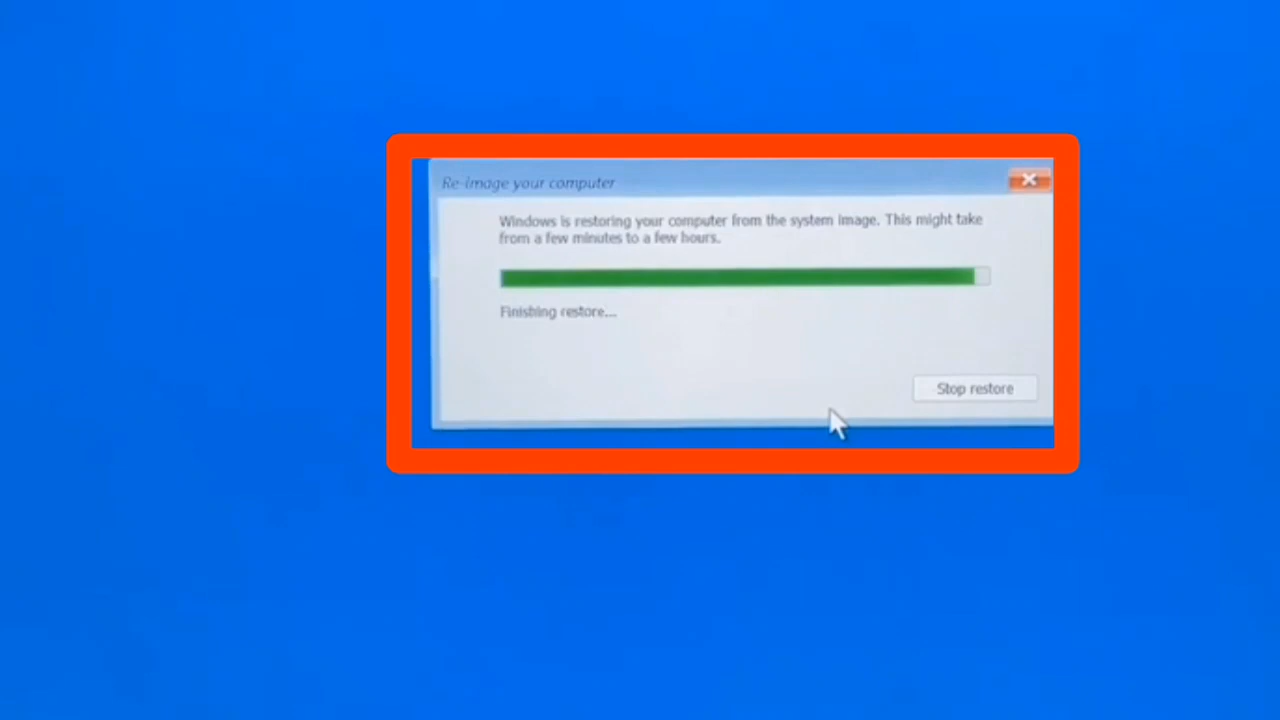 Re-image your computer
Windows is restoring your computer from the system image. This might take
from a few minutes to a few hours.
Finishing restore...
Stop restore